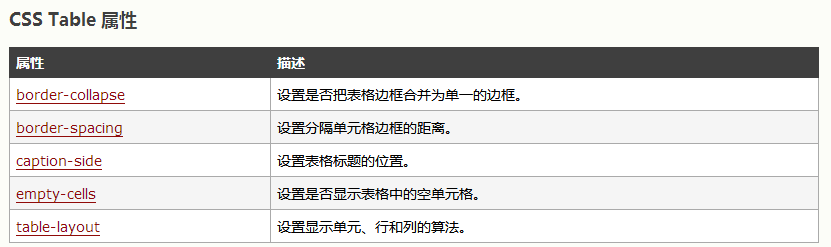 CSS Table 属性
属性 描述
border-collapse 设置是否把表格边框合并为单一的边框。
border-spacing 设置分隔单元格边框的距离。
caption-side 设置表格标题的位置。
empty-cells 设置是否显示表格中的空单元格。
table-layout 设置显示单元、行和列的算法。